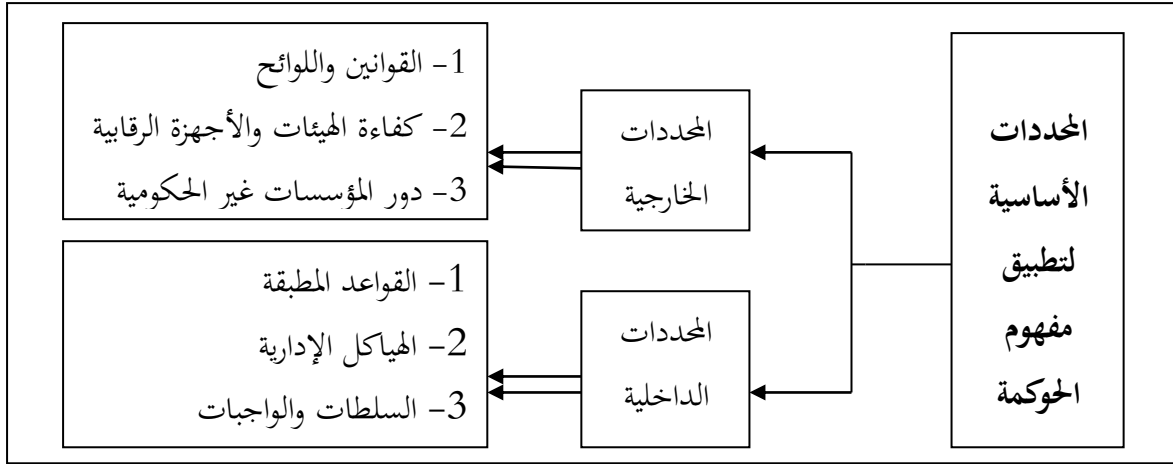 المحددات
الأساسية
لتطبيق
مفهوم
الحوكمة
المحددات
الخارجية
1- القوانين واللوائح
2- كفاءة الهيئات والأجهزة الرقابية
3- دور المؤسسات غير الحكومية
المحددات
الداخلية
1- القواعد المطبقة
2- الهياكل الإدارية
3- السلطات والواجبات